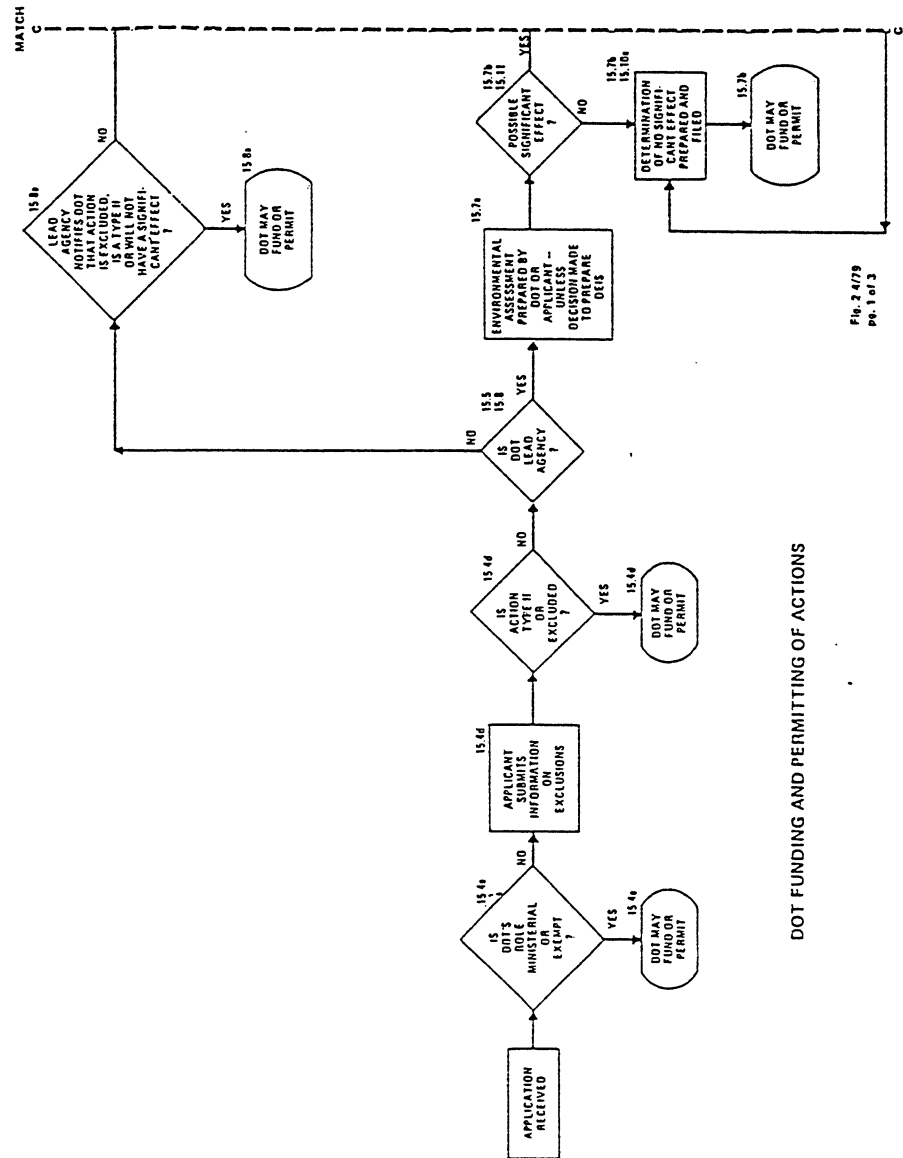 APPLICATION
RECEIVED
15.4a
IS
DOT'S
ROLE
MINISTERIAL
OR
EXEMPT
?
NO
YES
15.4a
DOT MAY
FUND OR
PERMIT
15.4d
APPLICANT
SUBMITS
INFORMATION
ON
EXCLUSIONS
15.4d
IS
ACTION
TYPE II
OR
EXCLUDED
?
NO
YES
15.4d
DOT MAY
FUND OR
PERMIT
15.5
15.8
IS
DOT
LEAD
AGENCY
?
NO
YES
15.8a
LEAD
AGENCY
NOTIFIES DOT
THAT ACTION
IS EXCLUDED,
IS A TYPE II
OR WILL NOT
HAVE A SIGNIFI-
CANT EFFECT
?
NO
YES
15.8a
DOT MAY
FUND OR
PERMIT
15.7a
ENVIRONMENTAL
ASSESSMENT
PREPARED BY
DOT OR
APPLICANT –
UNLESS
DECISION MADE
TO PREPARE
DEIS
15.7b
15.11
POSSIBLE
SIGNIFICANT
EFFECT
?
YES
NO
15.7b
15.10a
DETERMINATION
OF NO SIGNIFI-
CANT EFFECT
PREPARED AND
FILED
15.7b
DOT MAY
FUND OR
PERMIT
MATCH
C
C
DOT FUNDING AND PERMITTING OF ACTIONS
Fig. 2 4/79
pg. 1 of 3